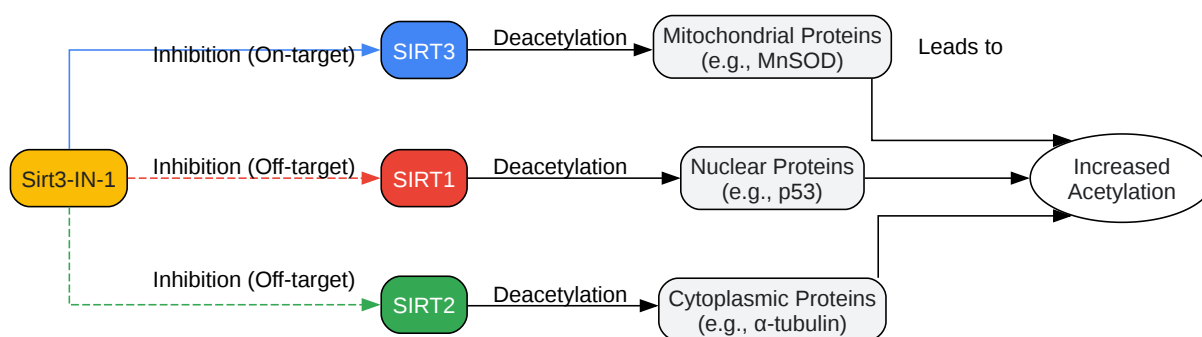 Inhibition (On-target)
SIRT3
Deacetylation
Mitochondrial Proteins
(e.g., MnSOD)
Leads to
Sirt3-IN-1
Inhibition (Off-target)
SIRT1
Deacetylation
Nuclear Proteins
(e.g., p53)
Increased
Acetylation
Inhibition (Off-target)
SIRT2
Deacetylation
Cytoplasmic Proteins
(e.g., α-tubulin)